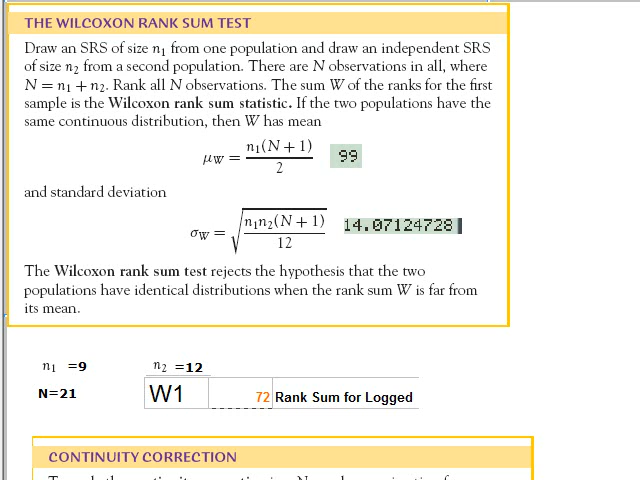 THE WILCOXON RANK SUM TEST
Draw an SRS of size n₁ from one population and draw an independent SRS
of size n₂ from a second population. There are N observations in all, where
N = n₁ + n₂. Rank all N observations. The sum W of the ranks for the first
sample is the Wilcoxon rank sum statistic. If the two populations have the
same continuous distribution, then W has mean
μW = n₁(N + 1) / 2 99
and standard deviation
σW = √(n₁n₂(N + 1) / 12) 14.07124728
The Wilcoxon rank sum test rejects the hypothesis that the two
populations have identical distributions when the rank sum W is far from
its mean.
n₁ =9 n₂ =12
N=21 W1 72 Rank Sum for Logged
CONTINUITY CORRECTION